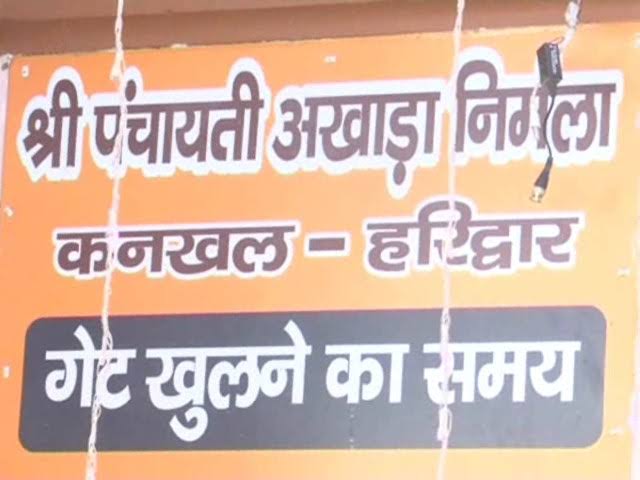 श्री पंचायती अखाड़ा निर्मला
कनखल - हरिद्वार
गेट खुलने का समय